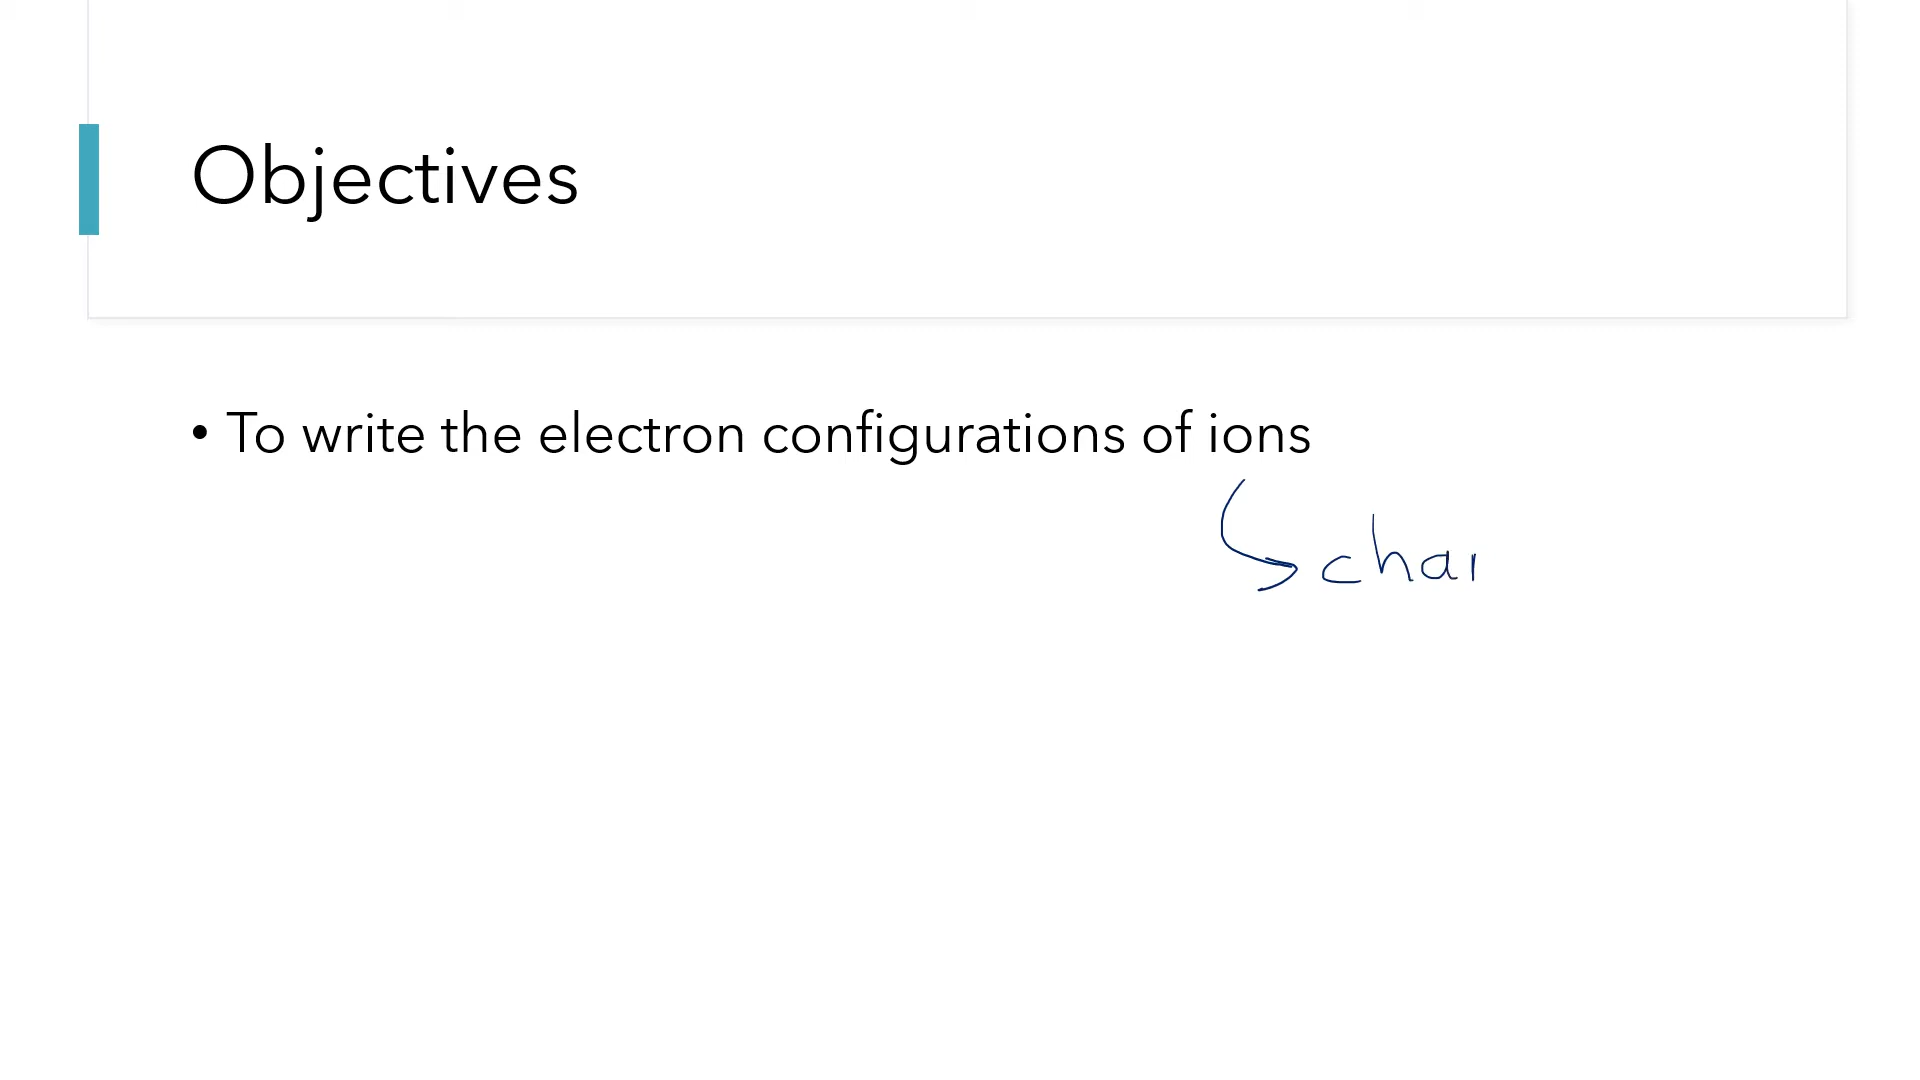 Objectives
• To write the electron configurations of ions
chai